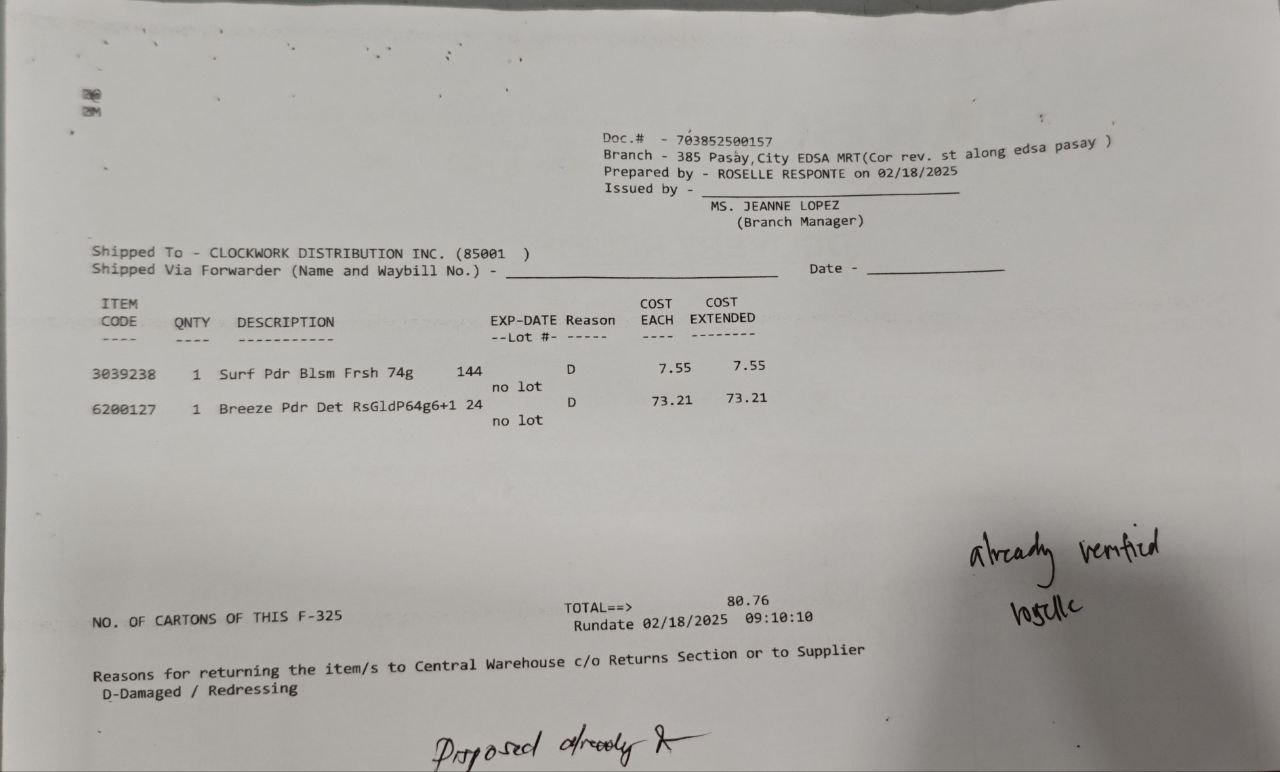 Doc.# - 703852500157
Branch - 385 Pasay,City EDSA MRT(Cor rev. st along edsa pasay )
Prepared by - ROSELLE RESPONTE on 02/18/2025
Issued by - ____________________
MS. JEANNE LOPEZ
(Branch Manager)
Shipped To - CLOCKWORK DISTRIBUTION INC. (85001 )
Shipped Via Forwarder (Name and Waybill No.) - ____________________ Date - __________
ITEM COST COST
CODE QNTY DESCRIPTION EXP-DATE Reason EACH EXTENDED
---- ---- ----------- --Lot #- ----- ---- --------
3039238 1 Surf Pdr Blsm Frsh 74g 144 D 7.55 7.55
no lot
6200127 1 Breeze Pdr Det RsGldP64g6+1 24 D 73.21 73.21
no lot
already verified
roselle
NO. OF CARTONS OF THIS F-325 TOTAL==> 80.76
Rundate 02/18/2025 09:10:10
Reasons for returning the item/s to Central Warehouse c/o Returns Section or to Supplier
D-Damaged / Redressing
already